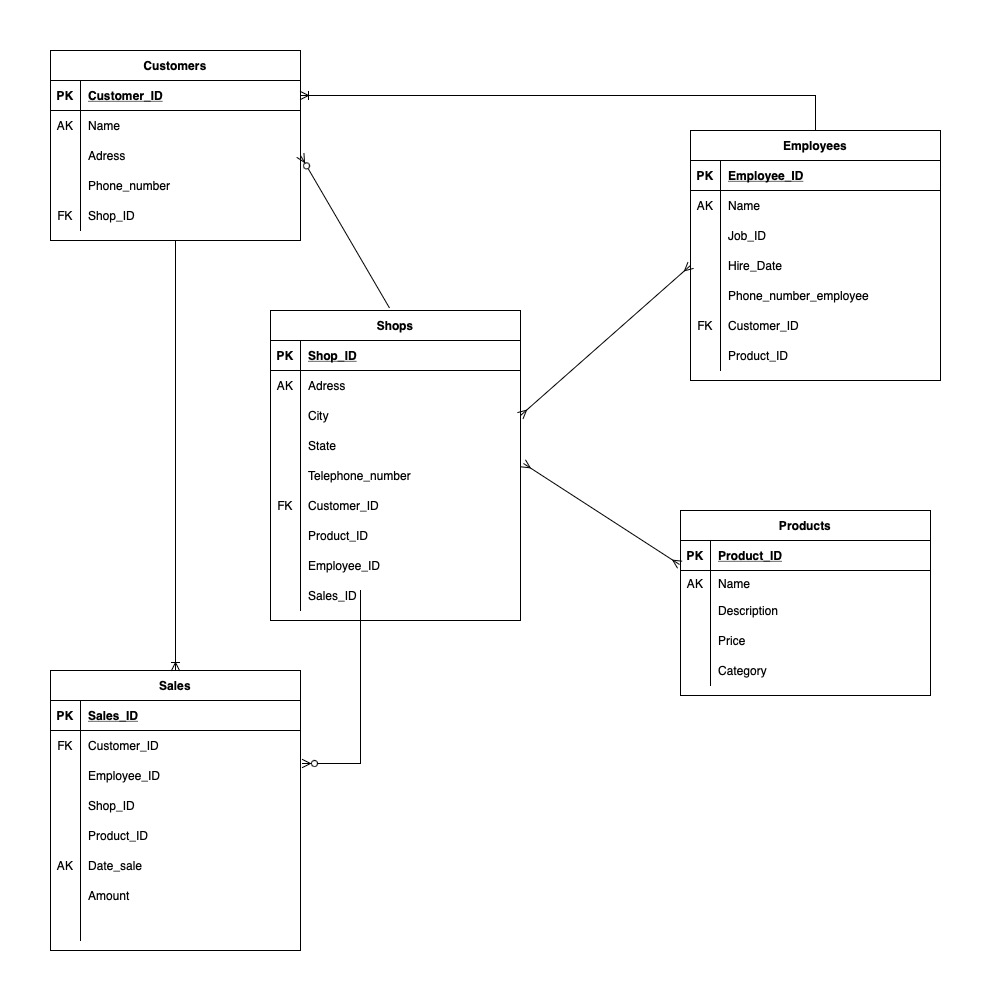 Customers
PK Customer_ID
AK Name
Adress
Phone_number
FK Shop_ID
Employees
PK Employee_ID
AK Name
Job_ID
Hire_Date
Phone_number_employee
FK Customer_ID
Product_ID
Shops
PK Shop_ID
AK Adress
City
State
Telephone_number
FK Customer_ID
Product_ID
Employee_ID
Sales_ID
Products
PK Product_ID
AK Name
Description
Price
Category
Sales
PK Sales_ID
FK Customer_ID
Employee_ID
Shop_ID
Product_ID
AK Date_sale
Amount